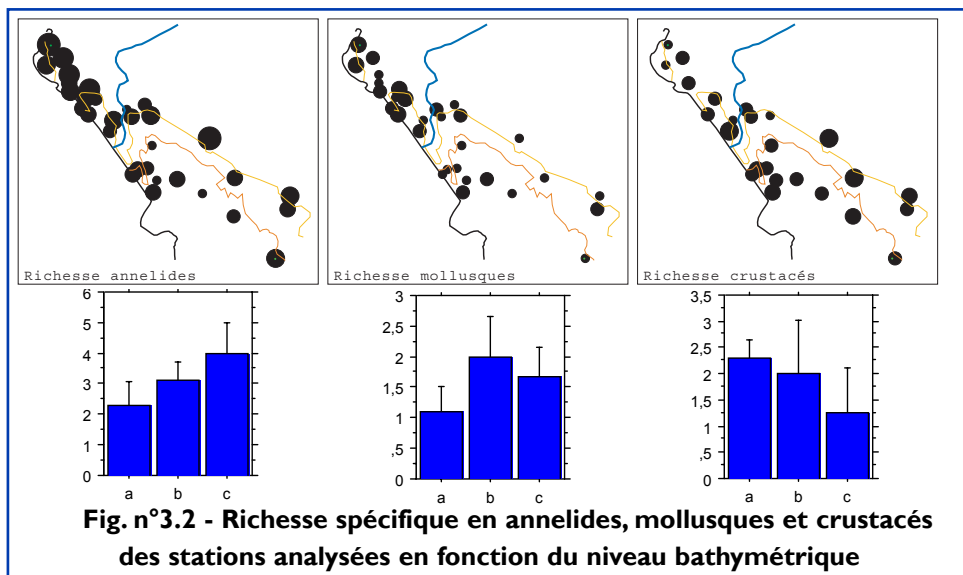 Richesse annelides
Richesse mollusques
Richesse crustacés
6
5
4
3
2
1
0
a b c
3
2,5
2
1,5
1
,5
0
a b c
3,5
3
2,5
2
1,5
1
,5
0
a b c
Fig. n°3.2 - Richesse spécifique en annelides, mollusques et crustacés
des stations analysées en fonction du niveau bathymétrique